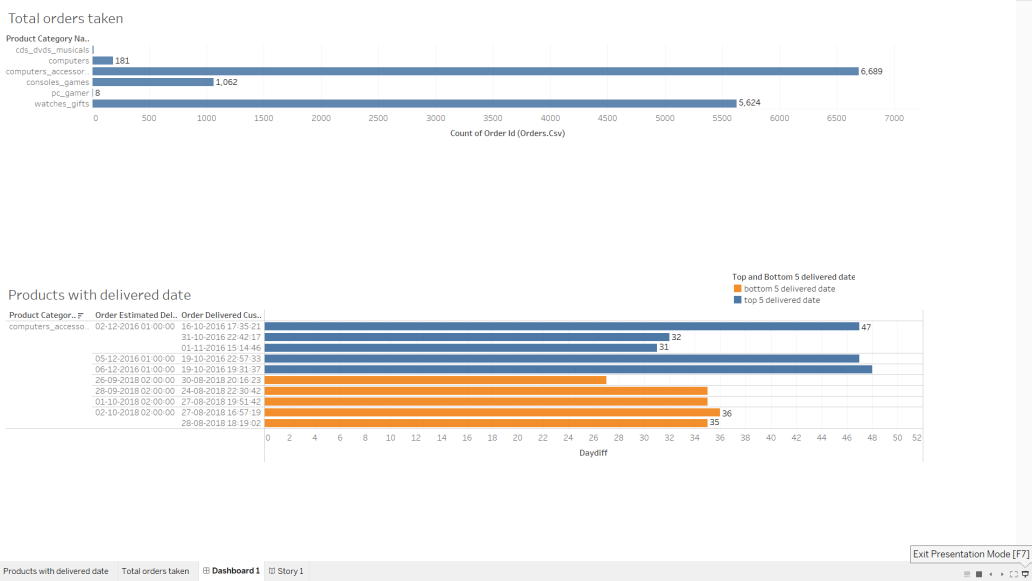 Total orders taken
Product Category Na..
cds_dvds_musicals
computers 181
computers_accessor.. 6,689
consoles_games 1,062
pc_gamer 8
watches_gifts 5,624
0 500 1000 1500 2000 2500 3000 3500 4000 4500 5000 5500 6000 6500 7000
Count of Order Id (Orders.Csv)
Top and Bottom 5 delivered date
bottom 5 delivered date
top 5 delivered date
Products with delivered date
Product Categor.. Order Estimated Del.. Order Delivered Cus..
computers_accesso.. 02-12-2016 01:00:00 16-10-2016 17:35:21 47
31-10-2016 22:42:17 32
01-11-2016 15:14:46 31
05-12-2016 01:00:00 19-10-2016 22:57:33
06-12-2016 01:00:00 19-10-2016 19:31:37
26-09-2018 02:00:00 30-08-2018 20:16:23
28-09-2018 02:00:00 24-08-2018 22:30:42
01-10-2018 02:00:00 27-08-2018 19:51:42
02-10-2018 02:00:00 27-08-2018 16:57:19 36
28-08-2018 18:19:02 35
0 2 4 6 8 10 12 14 16 18 20 22 24 26 28 30 32 34 36 38 40 42 44 46 48 50 52
Daydiff
Exit Presentation Mode [F7]
Products with delivered date Total orders taken Dashboard 1 Story 1